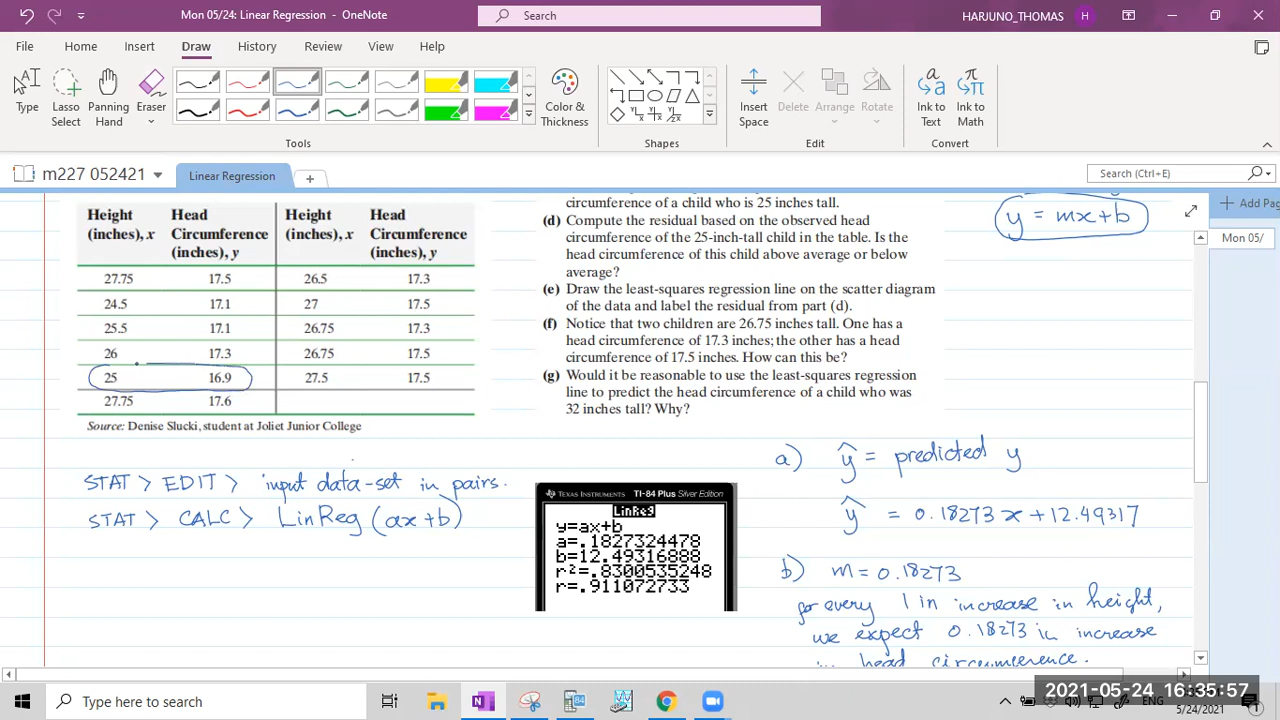 Mon 05/24 | Linear Regression - OneNote
Search
HARJUNO_THOMAS
H
File Home Insert Draw History Review View Help
Type
Lasso Select
Panning Hand
Eraser
Color & Thickness
Insert Space
Delete
Arrange
Rotate
Ink to Text
Ink to Math
Tools
Shapes
Edit
Convert
m227 052421
Linear Regression
Search (Ctrl+E)
Add Pag
Mon 05/
Height (inches), x Head Circumference (inches), y Height (inches), x Head Circumference (inches), y
27.75 17.5 26.5 17.3
24.5 17.1 27 17.5
25.5 17.1 26.75 17.3
26 17.3 26.75 17.5
25 16.9 27.5 17.5
27.75 17.6
Source: Denise Slucki, student at Joliet Junior College
circumference of a child who is 25 inches tall.
(d) Compute the residual based on the observed head
circumference of the 25-inch-tall child in the table. Is the
head circumference of this child above average or below
average?
(e) Draw the least-squares regression line on the scatter diagram
of the data and label the residual from part (d).
(f) Notice that two children are 26.75 inches tall. One has a
head circumference of 17.3 inches; the other has a head
circumference of 17.5 inches. How can this be?
(g) Would it be reasonable to use the least-squares regression
line to predict the head circumference of a child who was
32 inches tall? Why?
y = mx+b
STAT > EDIT > input data-set in pairs.
STAT > CALC > LinReg (ax+b)
TEXAS INSTRUMENTS TI-84 Plus Silver Edition
LinReg
y=ax+b
a=.1827324478
b=12.49316888
r²=.8300535248
r=.911072733
a) ŷ = predicted y
ŷ = 0.18273x+12.49317
b) m = 0.18273
for every 1 in increase in height,
we expect 0.18273 in increase
in head circumference.
Type here to search
84
2021-05-24 16:35:57
5/24/2021